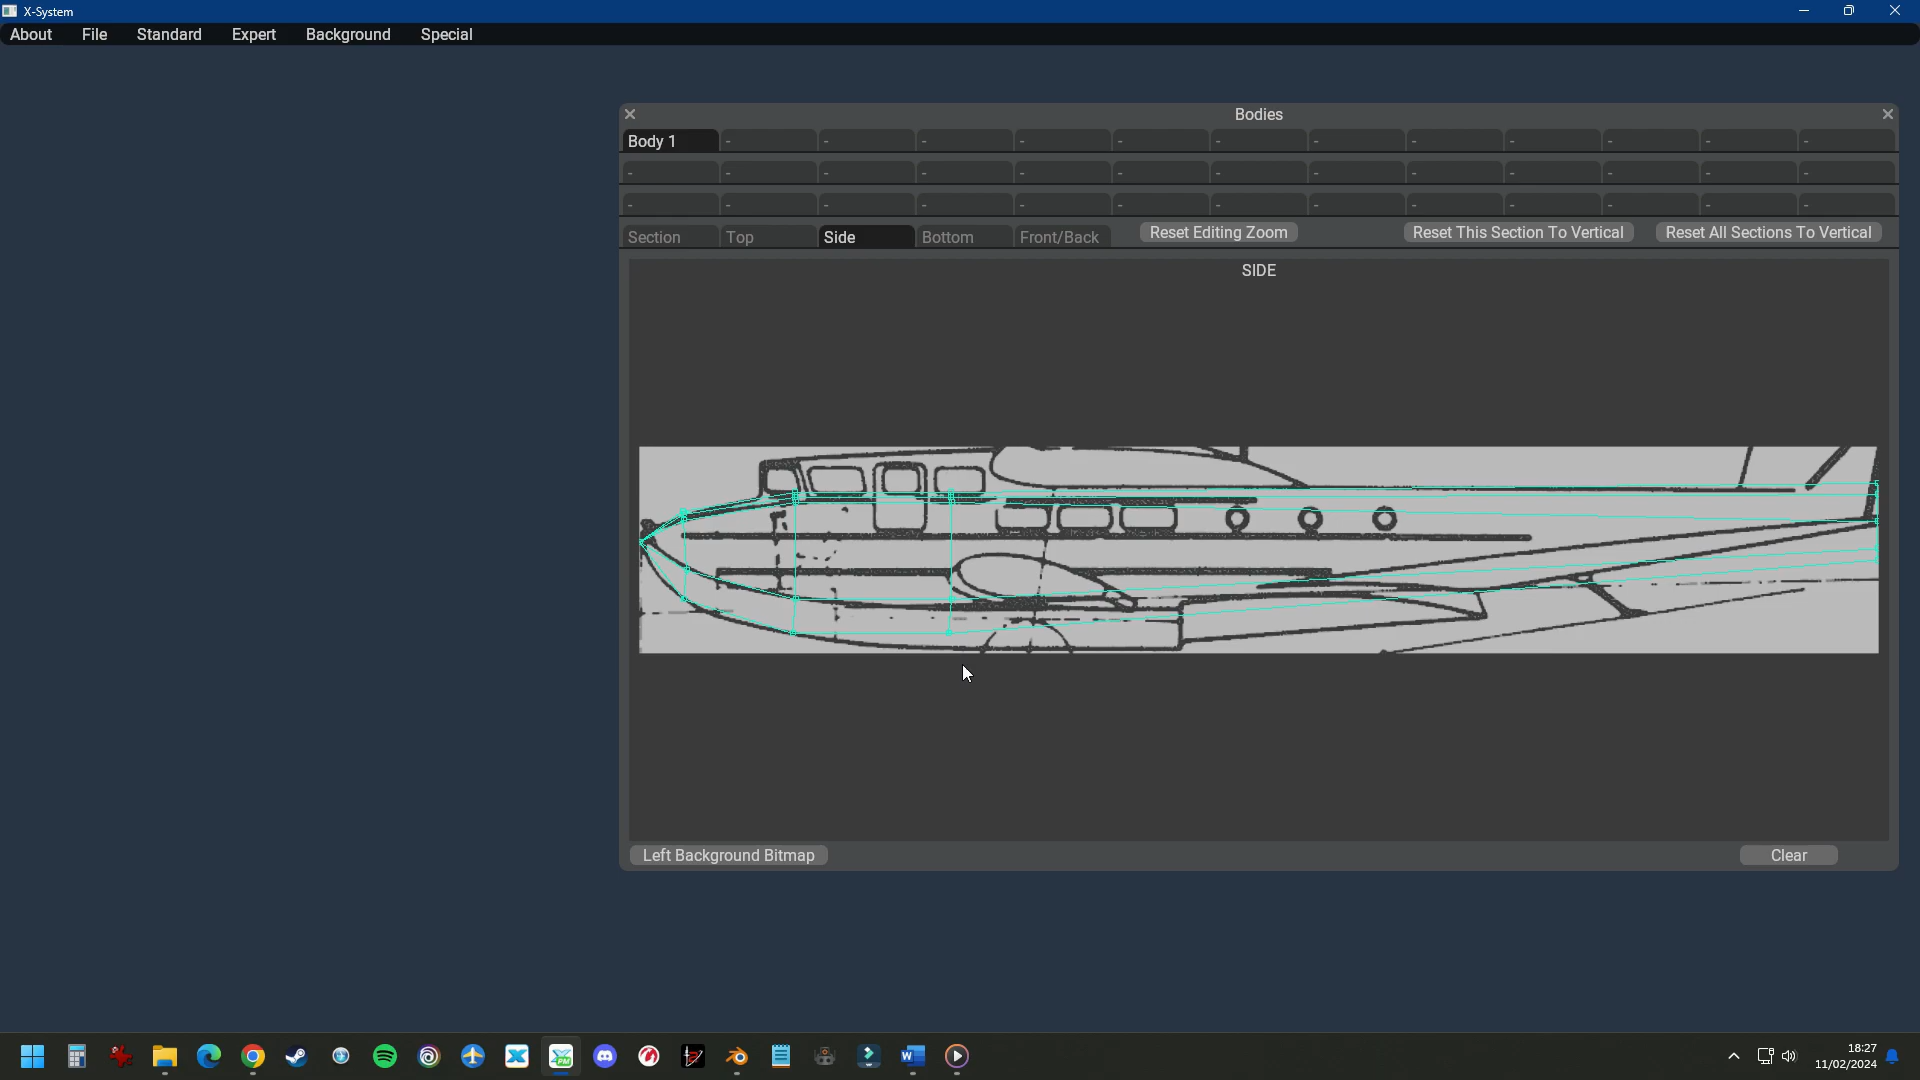 X-System
About File Standard Expert Background Special
Bodies
Body 1 - - - - - - - - - - - -
- - - - - - - - - - - - -
- - - - - - - - - - - - -
Section Top Side Bottom Front/Back Reset Editing Zoom Reset This Section To Vertical Reset All Sections To Vertical
SIDE
Left Background Bitmap Clear
18:27
11/02/2024